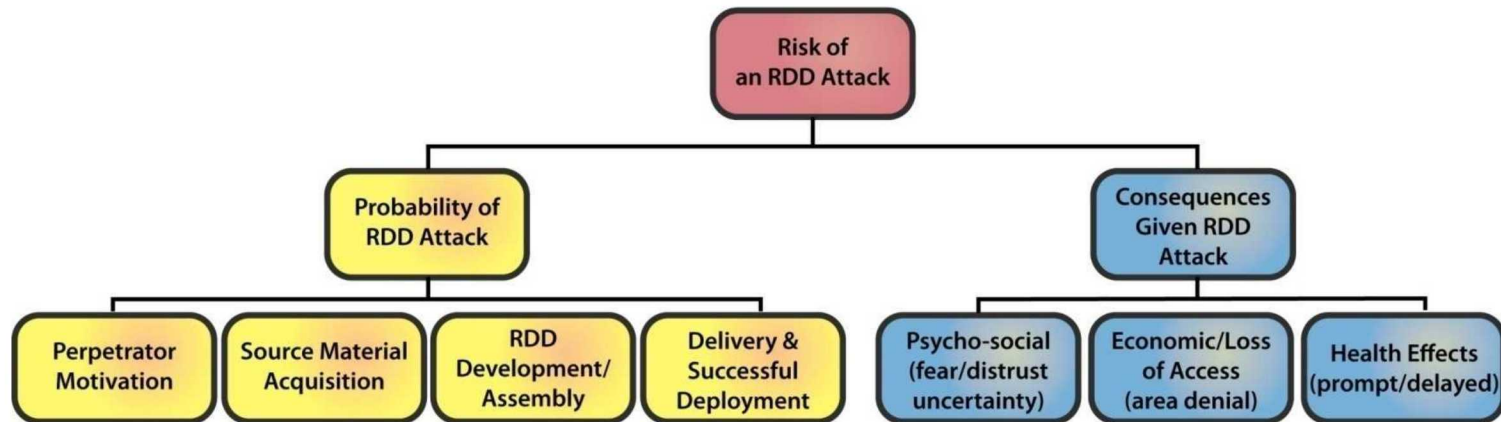 Risk of
an RDD Attack
Probability of
RDD Attack
Consequences
Given RDD
Attack
Perpetrator
Motivation
Source Material
Acquisition
RDD
Development/
Assembly
Delivery &
Successful
Deployment
Psycho-social
(fear/distrust
uncertainty)
Economic/Loss
of Access
(area denial)
Health Effects
(prompt/delayed)